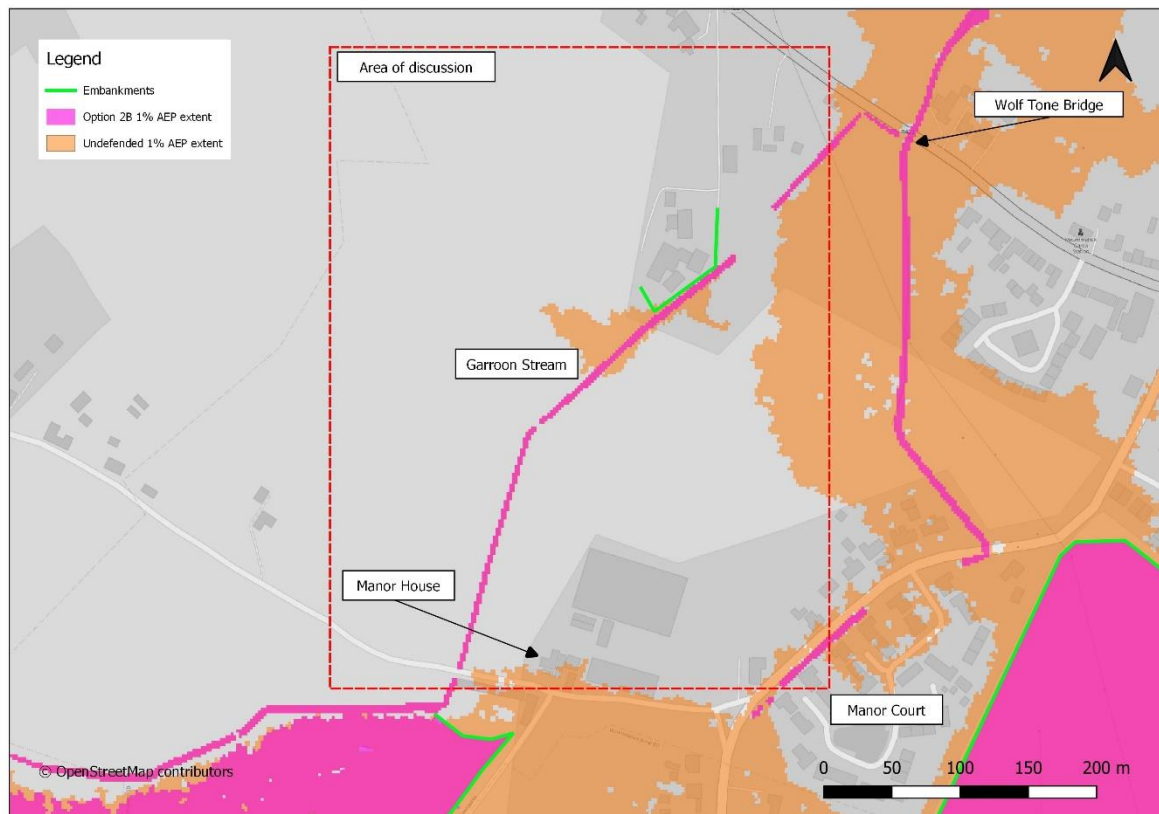 Legend
Embankments
Option 2B 1% AEP extent
Undefended 1% AEP extent
Area of discussion
Wolf Tone Bridge
Garroon Stream
Manor House
Manor Court
© OpenStreetMap contributors
0 50 100 150 200 m